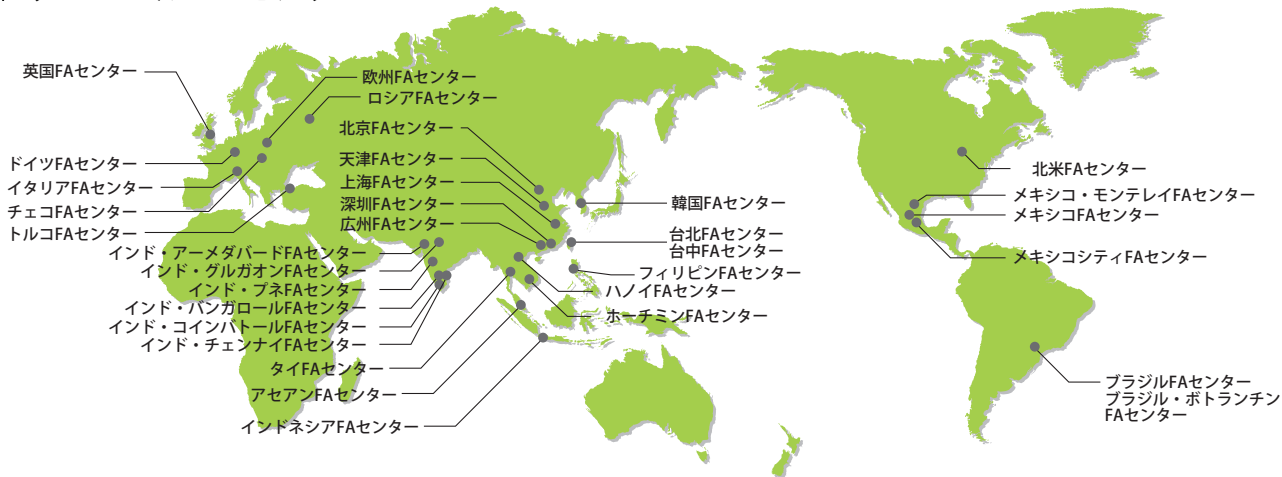 英国FAセンター
欧州FAセンター
ロシアFAセンター
北京FAセンター
ドイツFAセンター
天津FAセンター
北米FAセンター
イタリアFAセンター
上海FAセンター
メキシコ・モンテレイFAセンター
チェコFAセンター
深圳FAセンター
韓国FAセンター
メキシコFAセンター
トルコFAセンター
広州FAセンター
台北FAセンター
台中FAセンター
インド・アーメダバードFAセンター
メキシコシティFAセンター
インド・グルガオンFAセンター
フィリピンFAセンター
インド・プネFAセンター
ハノイFAセンター
インド・バンガロールFAセンター
ホーチミンFAセンター
インド・コインバトールFAセンター
インド・チェンナイFAセンター
タイFAセンター
アセアンFAセンター
ブラジルFAセンター
ブラジル・ボトランチン
FAセンター
インドネシアFAセンター